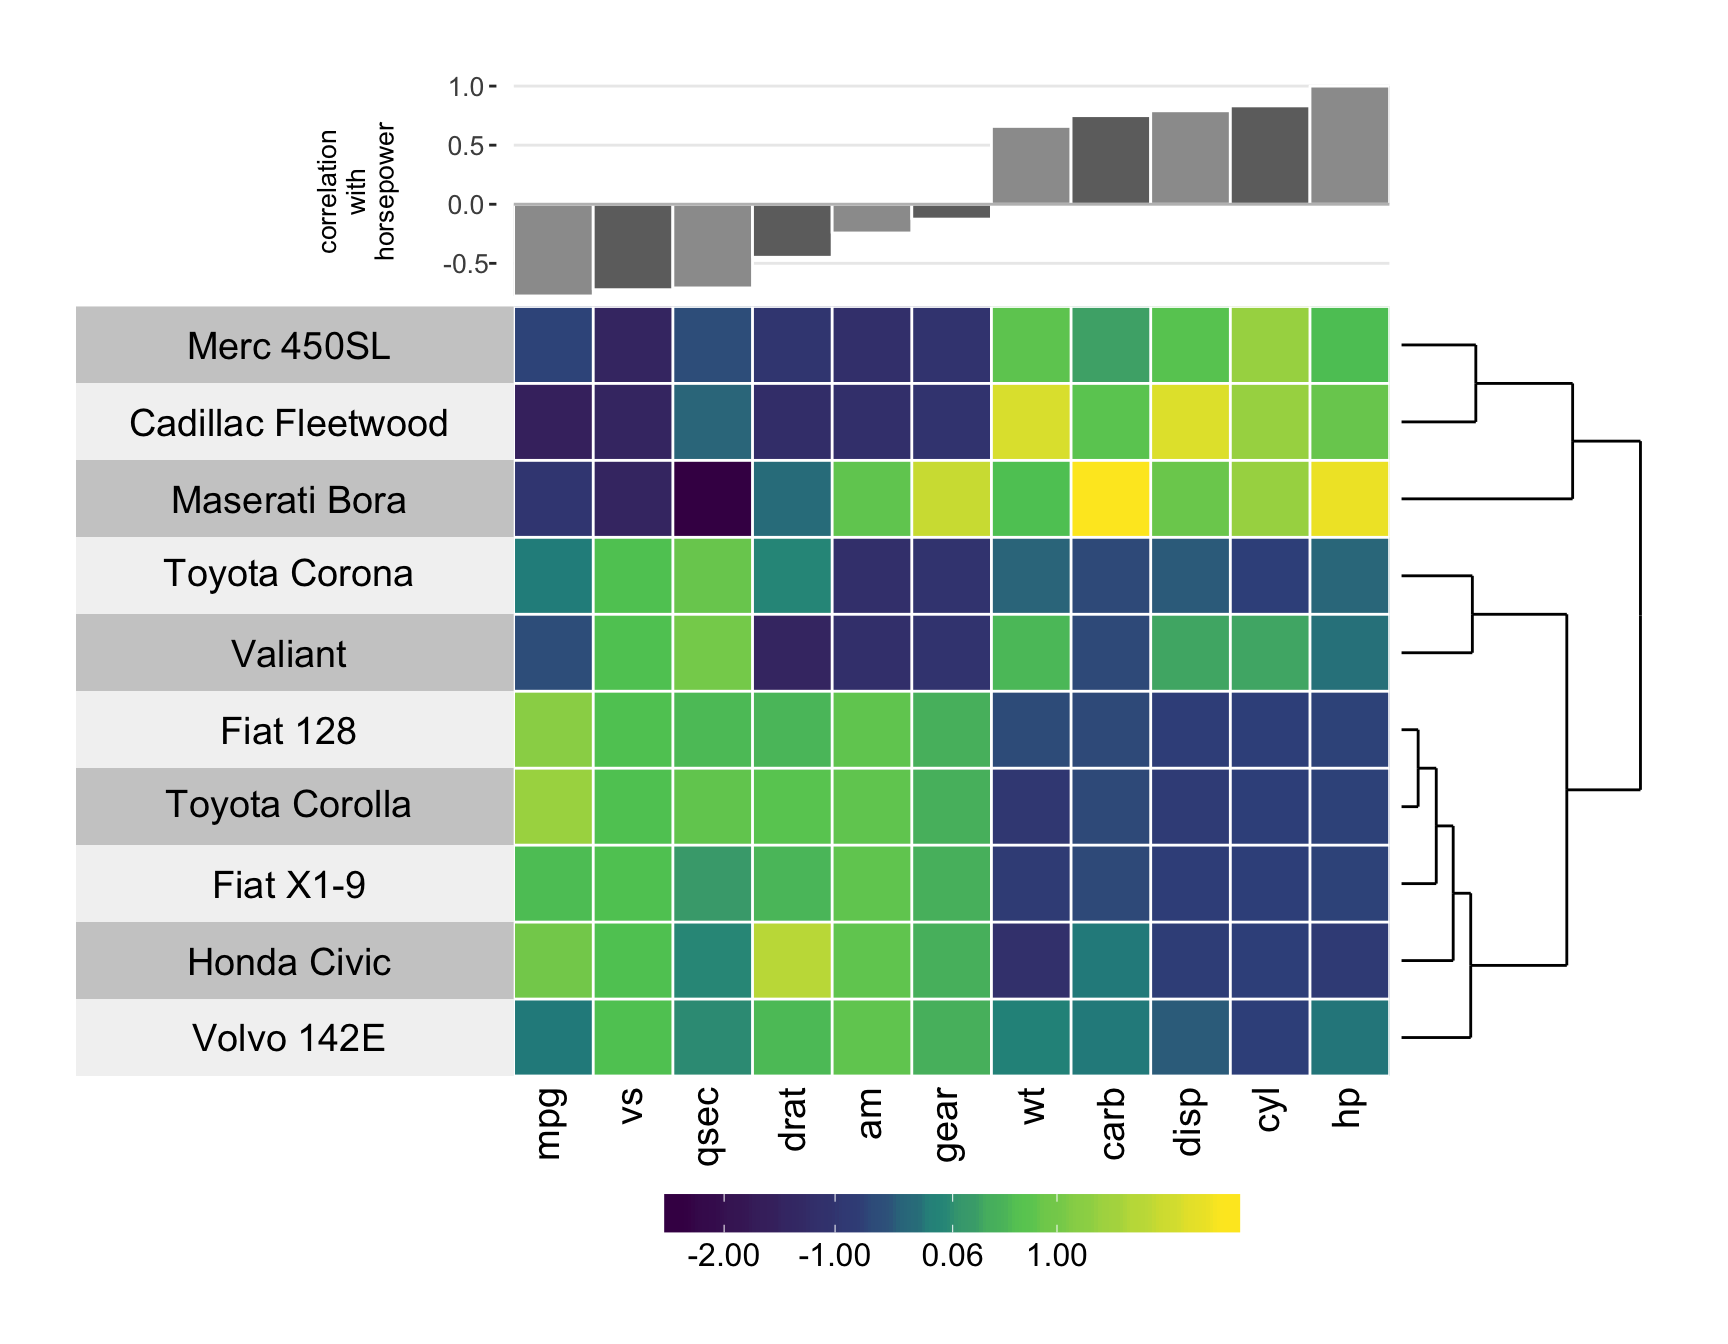 correlation
with
horsepower
1.0
0.5
0.0
-0.5
Merc 450SL
Cadillac Fleetwood
Maserati Bora
Toyota Corona
Valiant
Fiat 128
Toyota Corolla
Fiat X1-9
Honda Civic
Volvo 142E
mpg
vs
qsec
drat
am
gear
wt
carb
disp
cyl
hp
-2.00 -1.00 0.06 1.00